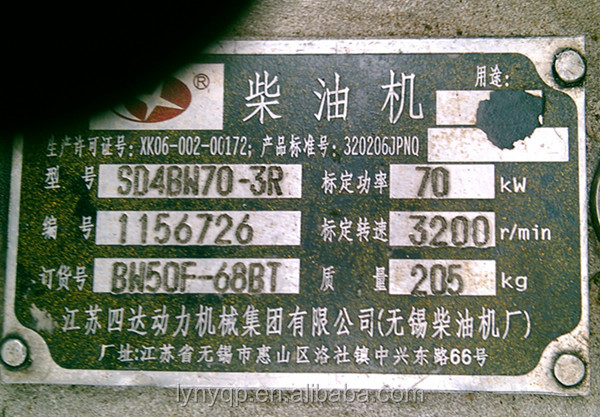 ® 柴油机 用途:
生产许可证号: XK06-002-00172; 产品标准号: 320206JPNQ
型号 SD4BW70-3R 标定功率 70 kW
编号 1156726 标定转速 3200 r/min
订货号 BW50F-68BT 质量 205 kg
江苏四达动力机械集团有限公司(无锡柴油机厂)
厂址:江苏省无锡市惠山区洛社镇中兴东路66号
lynyqp.en.alibaba.com